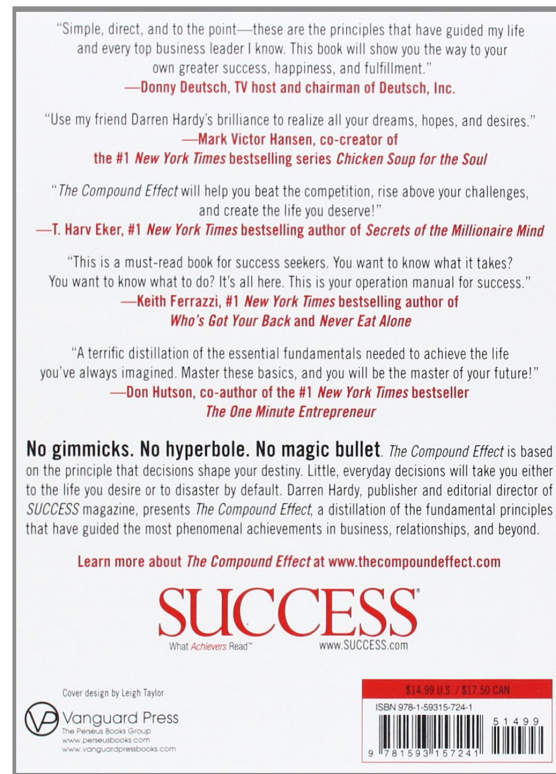 “Simple, direct, and to the point—these are the principles that have guided my life
and every top business leader I know. This book will show you the way to your
own greater success, happiness, and fulfillment.”
—Donny Deutsch, TV host and chairman of Deutsch, Inc.
“Use my friend Darren Hardy’s brilliance to realize all your dreams, hopes, and desires.”
—Mark Victor Hansen, co-creator of
the #1 New York Times bestselling series Chicken Soup for the Soul
“The Compound Effect will help you beat the competition, rise above your challenges,
and create the life you deserve!”
—T. Harv Eker, #1 New York Times bestselling author of Secrets of the Millionaire Mind
“This is a must-read book for success seekers. You want to know what it takes?
You want to know what to do? It’s all here. This is your operation manual for success.”
—Keith Ferrazzi, #1 New York Times bestselling author of
Who’s Got Your Back and Never Eat Alone
“A terrific distillation of the essential fundamentals needed to achieve the life
you’ve always imagined. Master these basics, and you will be the master of your future!”
—Don Hutson, co-author of the #1 New York Times bestseller
The One Minute Entrepreneur
No gimmicks. No hyperbole. No magic bullet. The Compound Effect is based
on the principle that decisions shape your destiny. Little, everyday decisions will take you either
to the life you desire or to disaster by default. Darren Hardy, publisher and editorial director of
SUCCESS magazine, presents The Compound Effect, a distillation of the fundamental principles
that have guided the most phenomenal achievements in business, relationships, and beyond.
Learn more about The Compound Effect at www.thecompoundeffect.com
SUCCESS®
What Achievers Read™ www.SUCCESS.com
Cover design by Leigh Taylor
VP Vanguard Press
The Perseus Books Group
www.perseusbooks.com
www.vanguardpressbooks.com
$14.99 U.S. / $17.50 CAN
ISBN 978-1-59315-724-1
51499
9 781593 157241